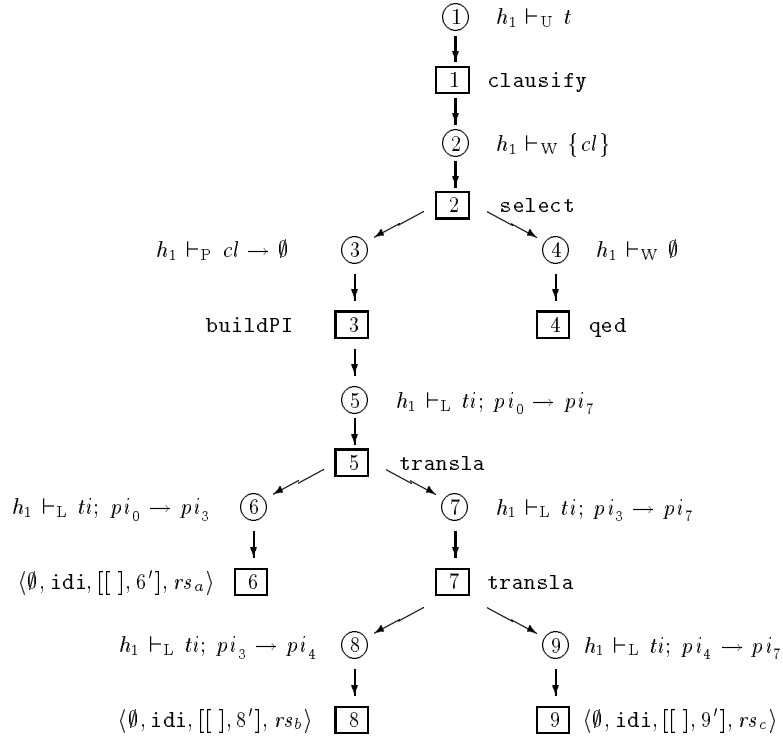 1 h₁ ⊢U t
1 clausify
2 h₁ ⊢W {cl}
2 select
h₁ ⊢P cl → ∅ 3 4 h₁ ⊢W ∅
buildPI 3 4 qed
5 h₁ ⊢L ti; pi₀ → pi₇
5 transla
h₁ ⊢L ti; pi₀ → pi₃ 6 7 h₁ ⊢L ti; pi₃ → pi₇
⟨∅, idi, [[ ], 6′], rsₐ⟩ 6 7 transla
h₁ ⊢L ti; pi₃ → pi₄ 8 9 h₁ ⊢L ti; pi₄ → pi₇
⟨∅, idi, [[ ], 8′], rs_b⟩ 8 9 ⟨∅, idi, [[ ], 9′], rs_c⟩